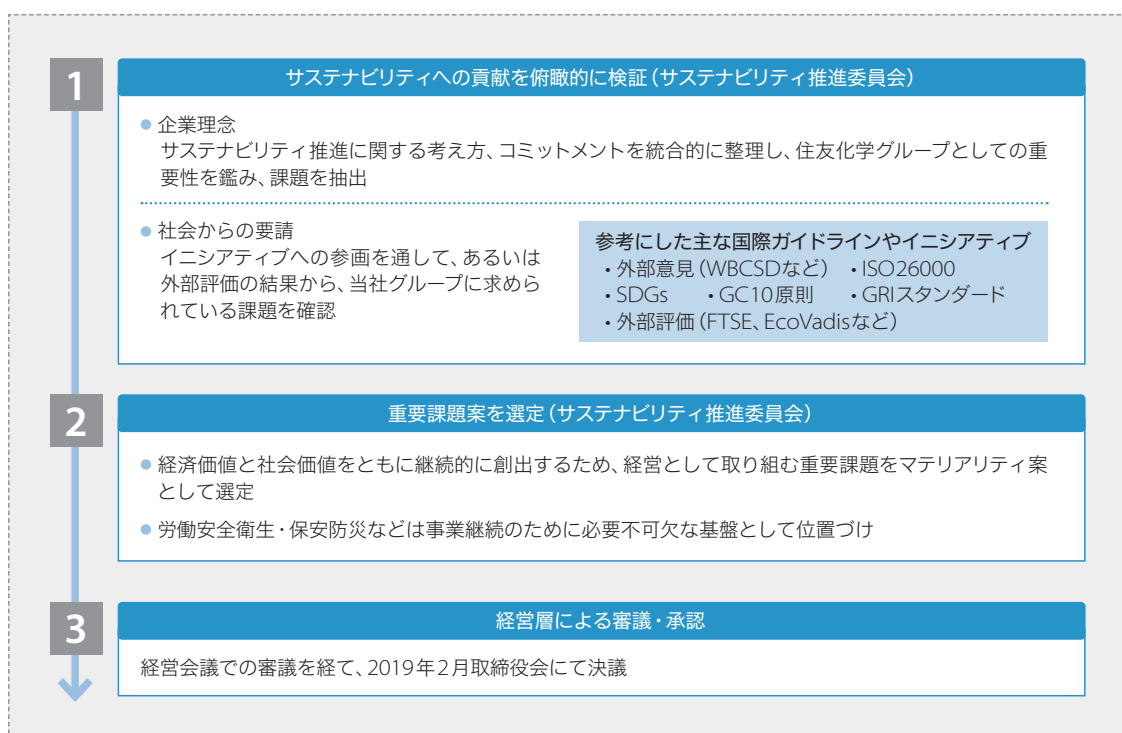 1
サステナビリティへの貢献を俯瞰的に検証(サステナビリティ推進委員会)
● 企業理念
サステナビリティ推進に関する考え方、コミットメントを統合的に整理し、住友化学グループとしての重
要性を鑑み、課題を抽出
● 社会からの要請
イニシアティブへの参画を通して、あるいは
外部評価の結果から、当社グループに求めら
れている課題を確認
参考にした主な国際ガイドラインやイニシアティブ
・外部意見(WBCSDなど) ・ISO26000
・SDGs ・GC10原則 ・GRIスタンダード
・外部評価(FTSE、EcoVadisなど)
2
重要課題案を選定(サステナビリティ推進委員会)
● 経済価値と社会価値をともに継続的に創出するため、経営として取り組む重要課題をマテリアリティ案
として選定
● 労働安全衛生・保安防災などは事業継続のために必要不可欠な基盤として位置づけ
3
経営層による審議・承認
経営会議での審議を経て、2019年2月取締役会にて決議